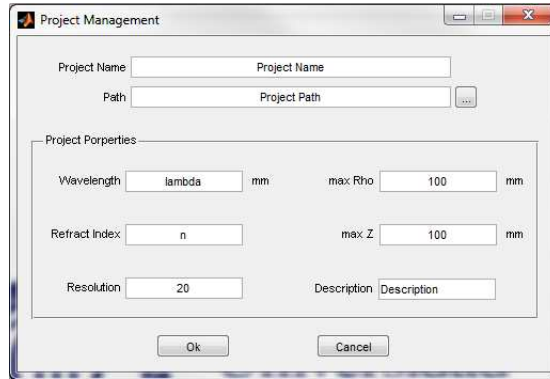 Project Management
Project Name Project Name
Path Project Path ...
Project Porperties
Wavelength lambda mm max Rho 100 mm
Refract Index n max Z 100 mm
Resolution 20 Description Description
Ok Cancel